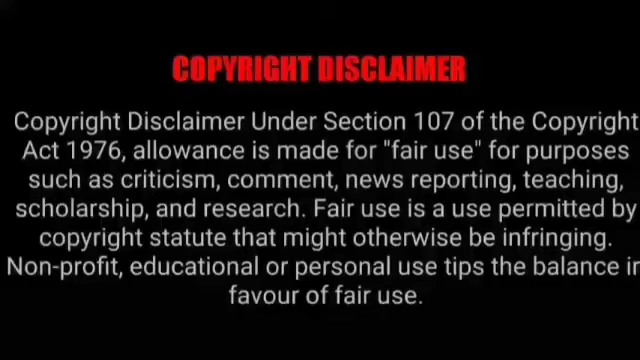 COPYRIGHT DISCLAIMER
Copyright Disclaimer Under Section 107 of the Copyright
Act 1976, allowance is made for "fair use" for purposes
such as criticism, comment, news reporting, teaching,
scholarship, and research. Fair use is a use permitted by
copyright statute that might otherwise be infringing.
Non-profit, educational or personal use tips the balance in
favour of fair use.